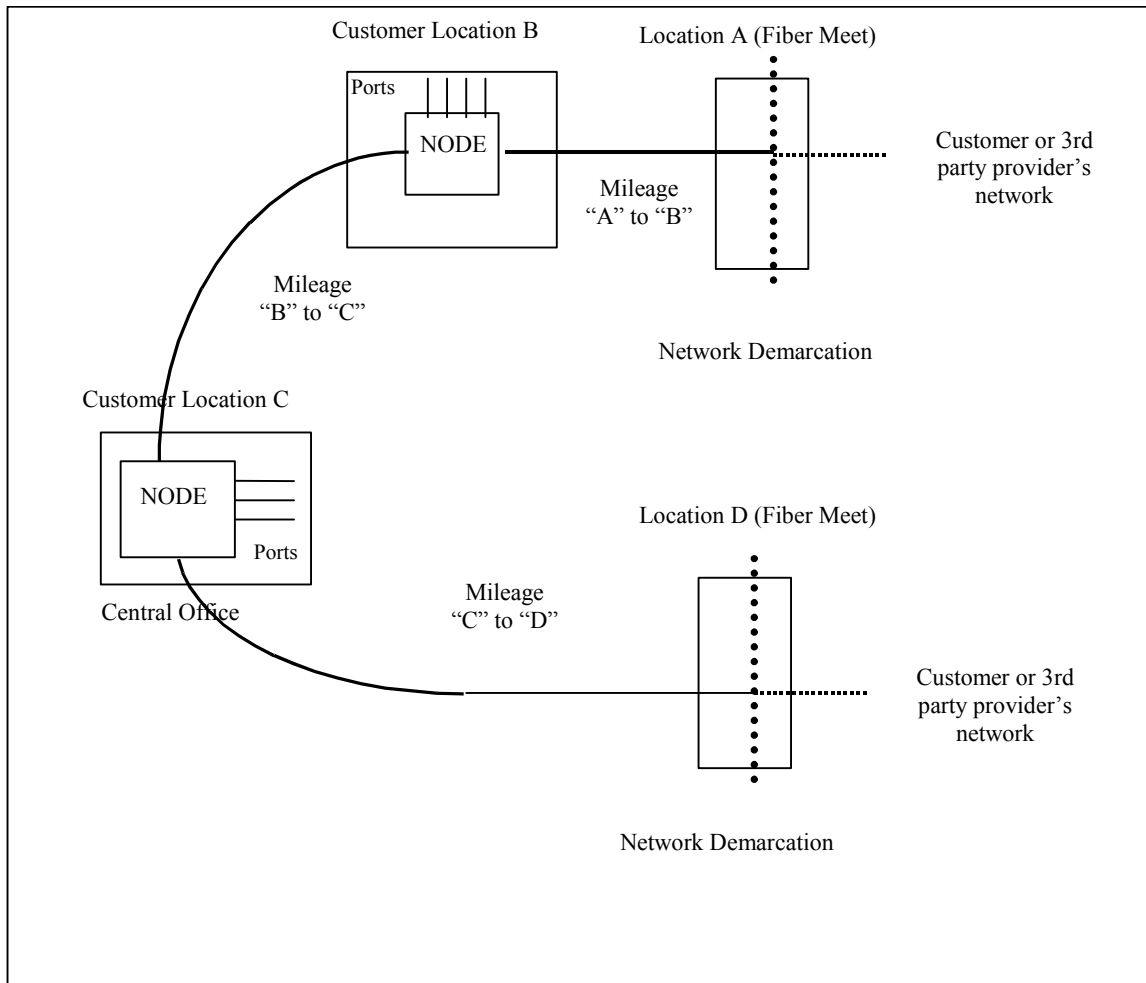 Customer Location B
Location A (Fiber Meet)
Ports
NODE
Customer or 3rd
party provider’s
network
Mileage
“A” to “B”
Mileage
“B” to “C”
Network Demarcation
Customer Location C
NODE
Ports
Central Office
Location D (Fiber Meet)
Mileage
“C” to “D”
Customer or 3rd
party provider’s
network
Network Demarcation